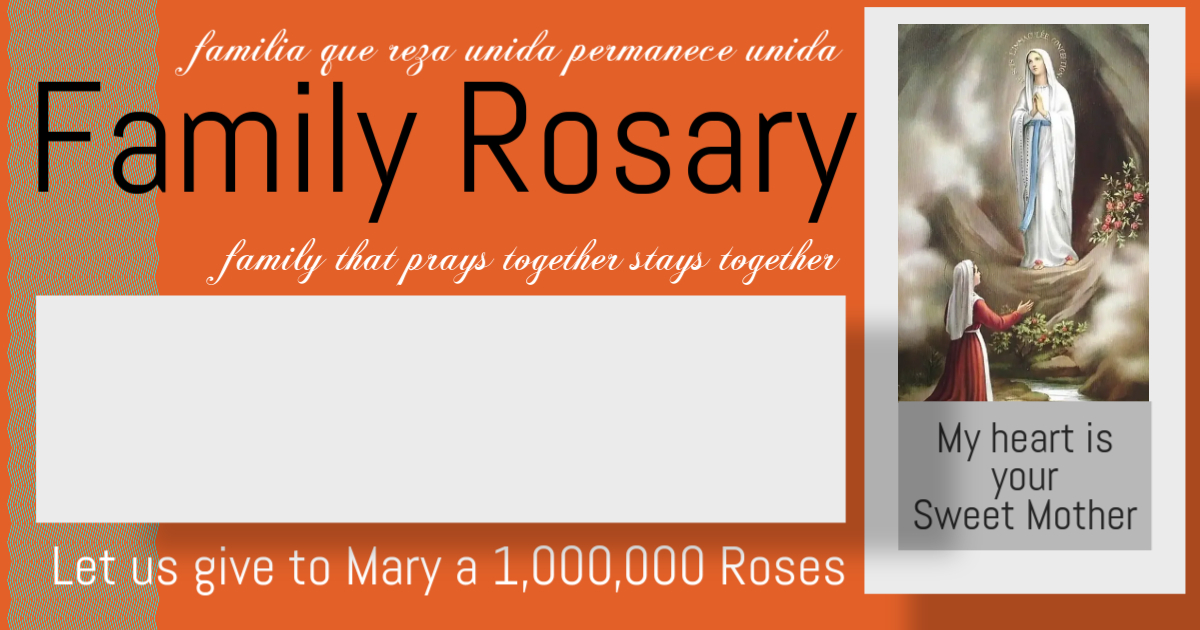 familia que reza unida permanece unida
Family Rosary
family that prays together stays together
Let us give to Mary a 1,000,000 Roses
My heart is
your
Sweet Mother